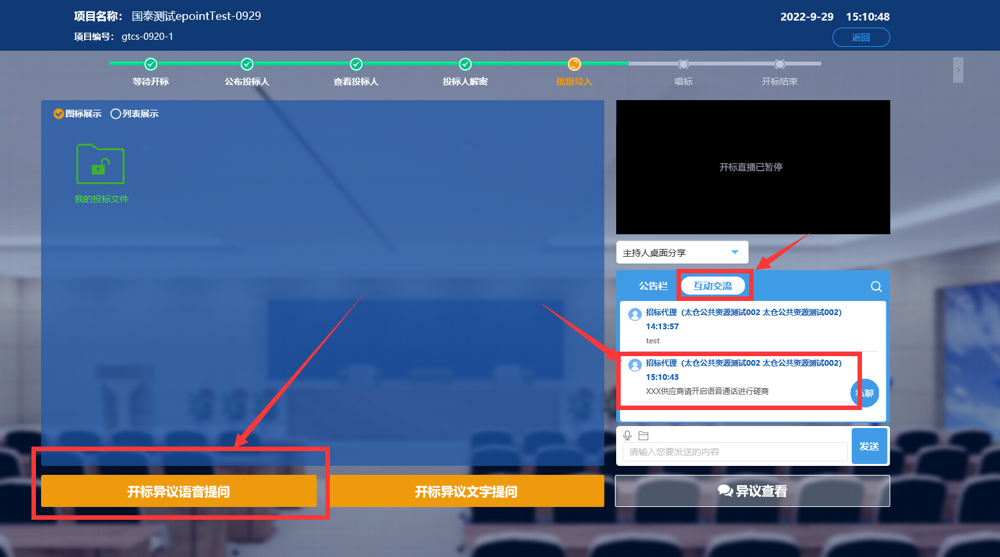 项目名称： 国泰测试epointTest-0929
2022-9-29 15:10:48
项目编号： gtcs-0920-1
返回
等待开标
公布投标人
查看投标人
投标人解密
批量导入
唱标
开标结束
图标展示
列表展示
我的投标文件
开标直播已暂停
主持人桌面分享
公告栏
互动交流
招标代理（太仓公共资源测试002 太仓公共资源测试002）
14:13:57
test
招标代理（太仓公共资源测试002 太仓公共资源测试002）
15:10:43
XXX供应商请开启语音通话进行磋商
私聊
请输入您要发送的内容
发送
开标异议语音提问
开标异议文字提问
异议查看